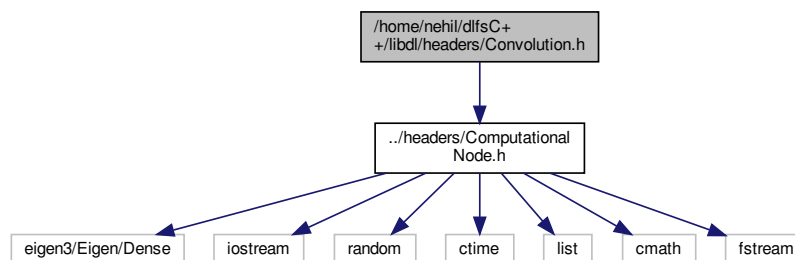 /home/nehil/dlfsC+
+/libdl/headers/Convolution.h
../headers/Computational
Node.h
eigen3/Eigen/Dense
iostream
random
ctime
list
cmath
fstream